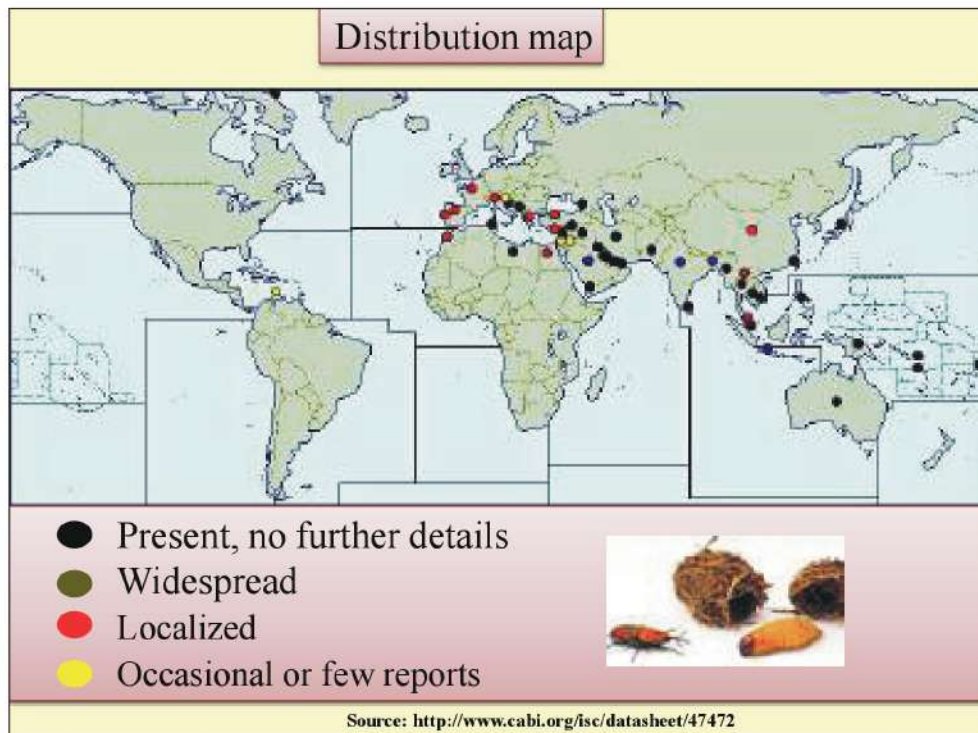 Distribution map
Present, no further details
Widespread
Localized
Occasional or few reports
Source: http://www.cabi.org/isc/datasheet/47472